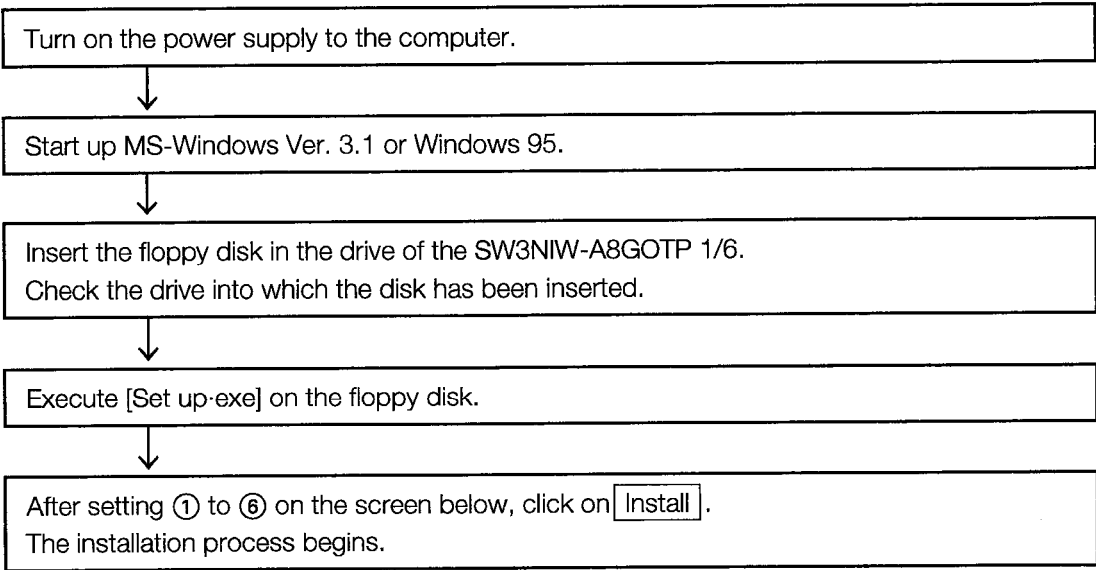 Turn on the power supply to the computer.
Start up MS-Windows Ver. 3.1 or Windows 95.
Insert the floppy disk in the drive of the SW3NIW-A8GOTP 1/6.
Check the drive into which the disk has been inserted.
Execute [Set up·exe] on the floppy disk.
After setting ① to ⑥ on the screen below, click on Install.
The installation process begins.